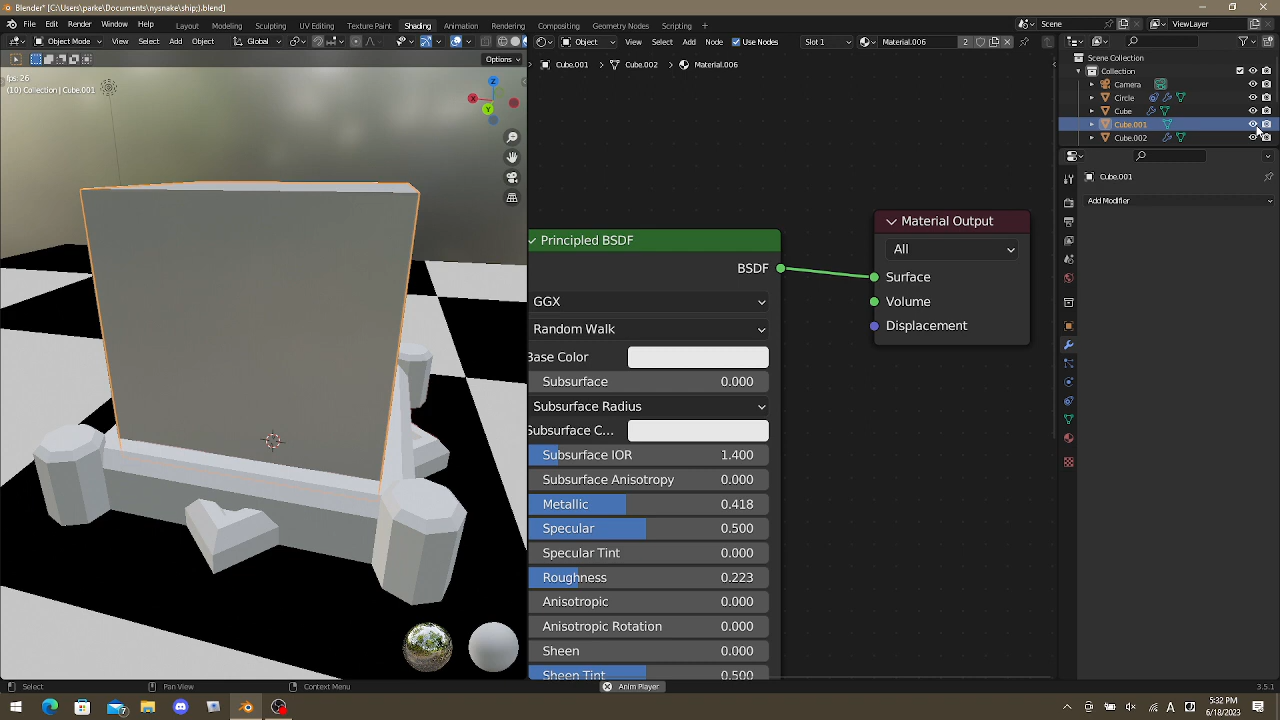 Blender* [C:\Users\parke\Documents\nysnake\ship;).blend]
File Edit Render Window Help Layout Modeling Sculpting UV Editing Texture Paint Shading Animation Rendering Compositing Geometry Nodes Scripting + Scene ViewLayer
Object Mode View Select Add Object Global Object View Select Add Node Use Nodes Slot 1 Material.006 2
Options
Cube.001 > Cube.002 > Material.006
fps: 26
(10) Collection | Cube.001
Z
X
Y
Scene Collection
Collection
Camera
Circle
Cube
Cube.001
Cube.002
Cube.001
Add Modifier
Principled BSDF
BSDF
GGX
Random Walk
Base Color
Subsurface 0.000
Subsurface Radius
Subsurface C...
Subsurface IOR 1.400
Subsurface Anisotropy 0.000
Metallic 0.418
Specular 0.500
Specular Tint 0.000
Roughness 0.223
Anisotropic 0.000
Anisotropic Rotation 0.000
Sheen 0.000
Sheen Tint 0.500
Material Output
All
Surface
Volume
Displacement
Select Pan View Context Menu Anim Player 3.5.1
5:32 PM
6/18/2023